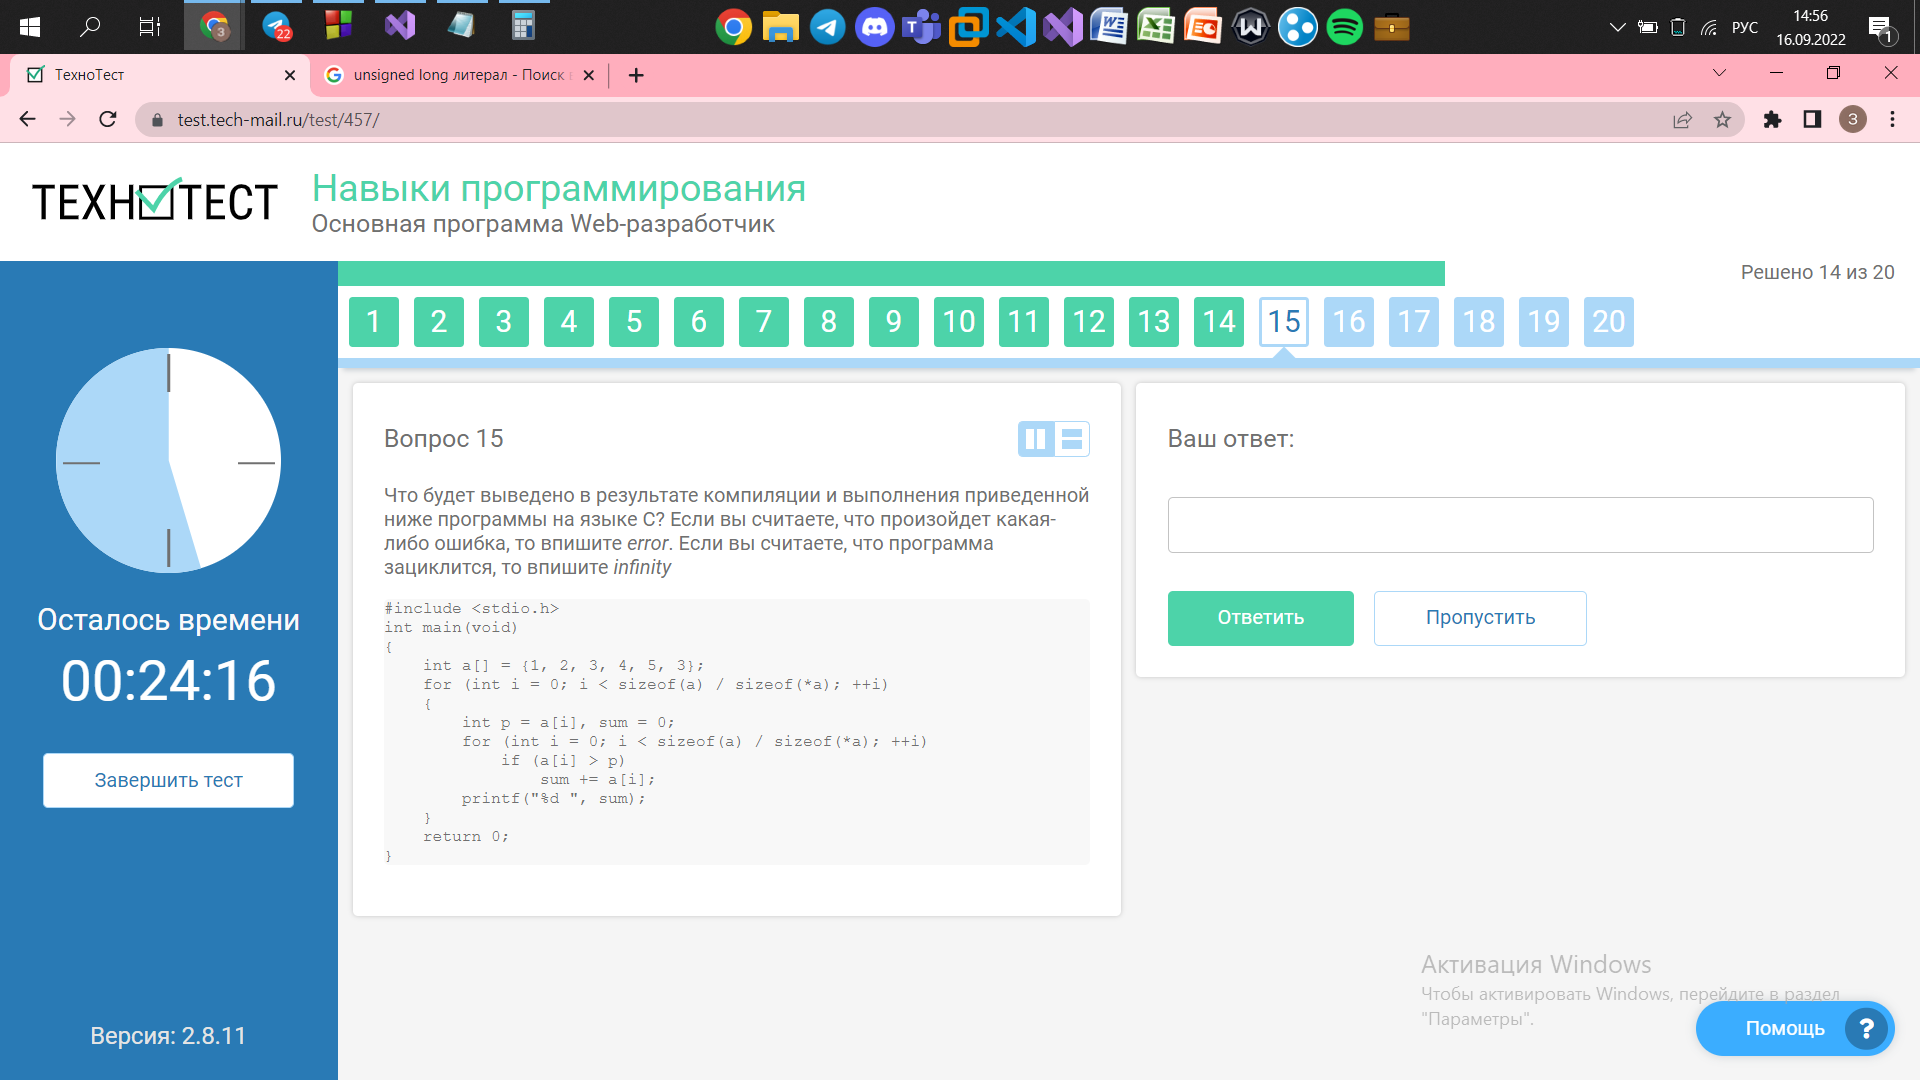 3
22
РУС
14:56
16.09.2022
1
ТехноТест
unsigned long литерал - Поиск
test.tech-mail.ru/test/457/
3
ТЕХНОТЕСТ
Навыки программирования
Основная программа Web-разработчик
Решено 14 из 20
1 2 3 4 5 6 7 8 9 10 11 12 13 14 15 16 17 18 19 20
Осталось времени
00:24:16
Завершить тест
Версия: 2.8.11
Вопрос 15
Что будет выведено в результате компиляции и выполнения приведенной
ниже программы на языке C? Если вы считаете, что произойдет какая-
либо ошибка, то впишите error. Если вы считаете, что программа
зациклится, то впишите infinity
#include <stdio.h>
int main(void)
{
    int a[] = {1, 2, 3, 4, 5, 3};
    for (int i = 0; i < sizeof(a) / sizeof(*a); ++i)
    {
        int p = a[i], sum = 0;
        for (int i = 0; i < sizeof(a) / sizeof(*a); ++i)
            if (a[i] > p)
                sum += a[i];
        printf("%d ", sum);
    }
    return 0;
}
Ваш ответ:
Ответить
Пропустить
Активация Windows
Чтобы активировать Windows, перейдите в раздел
"Параметры".
Помощь ?